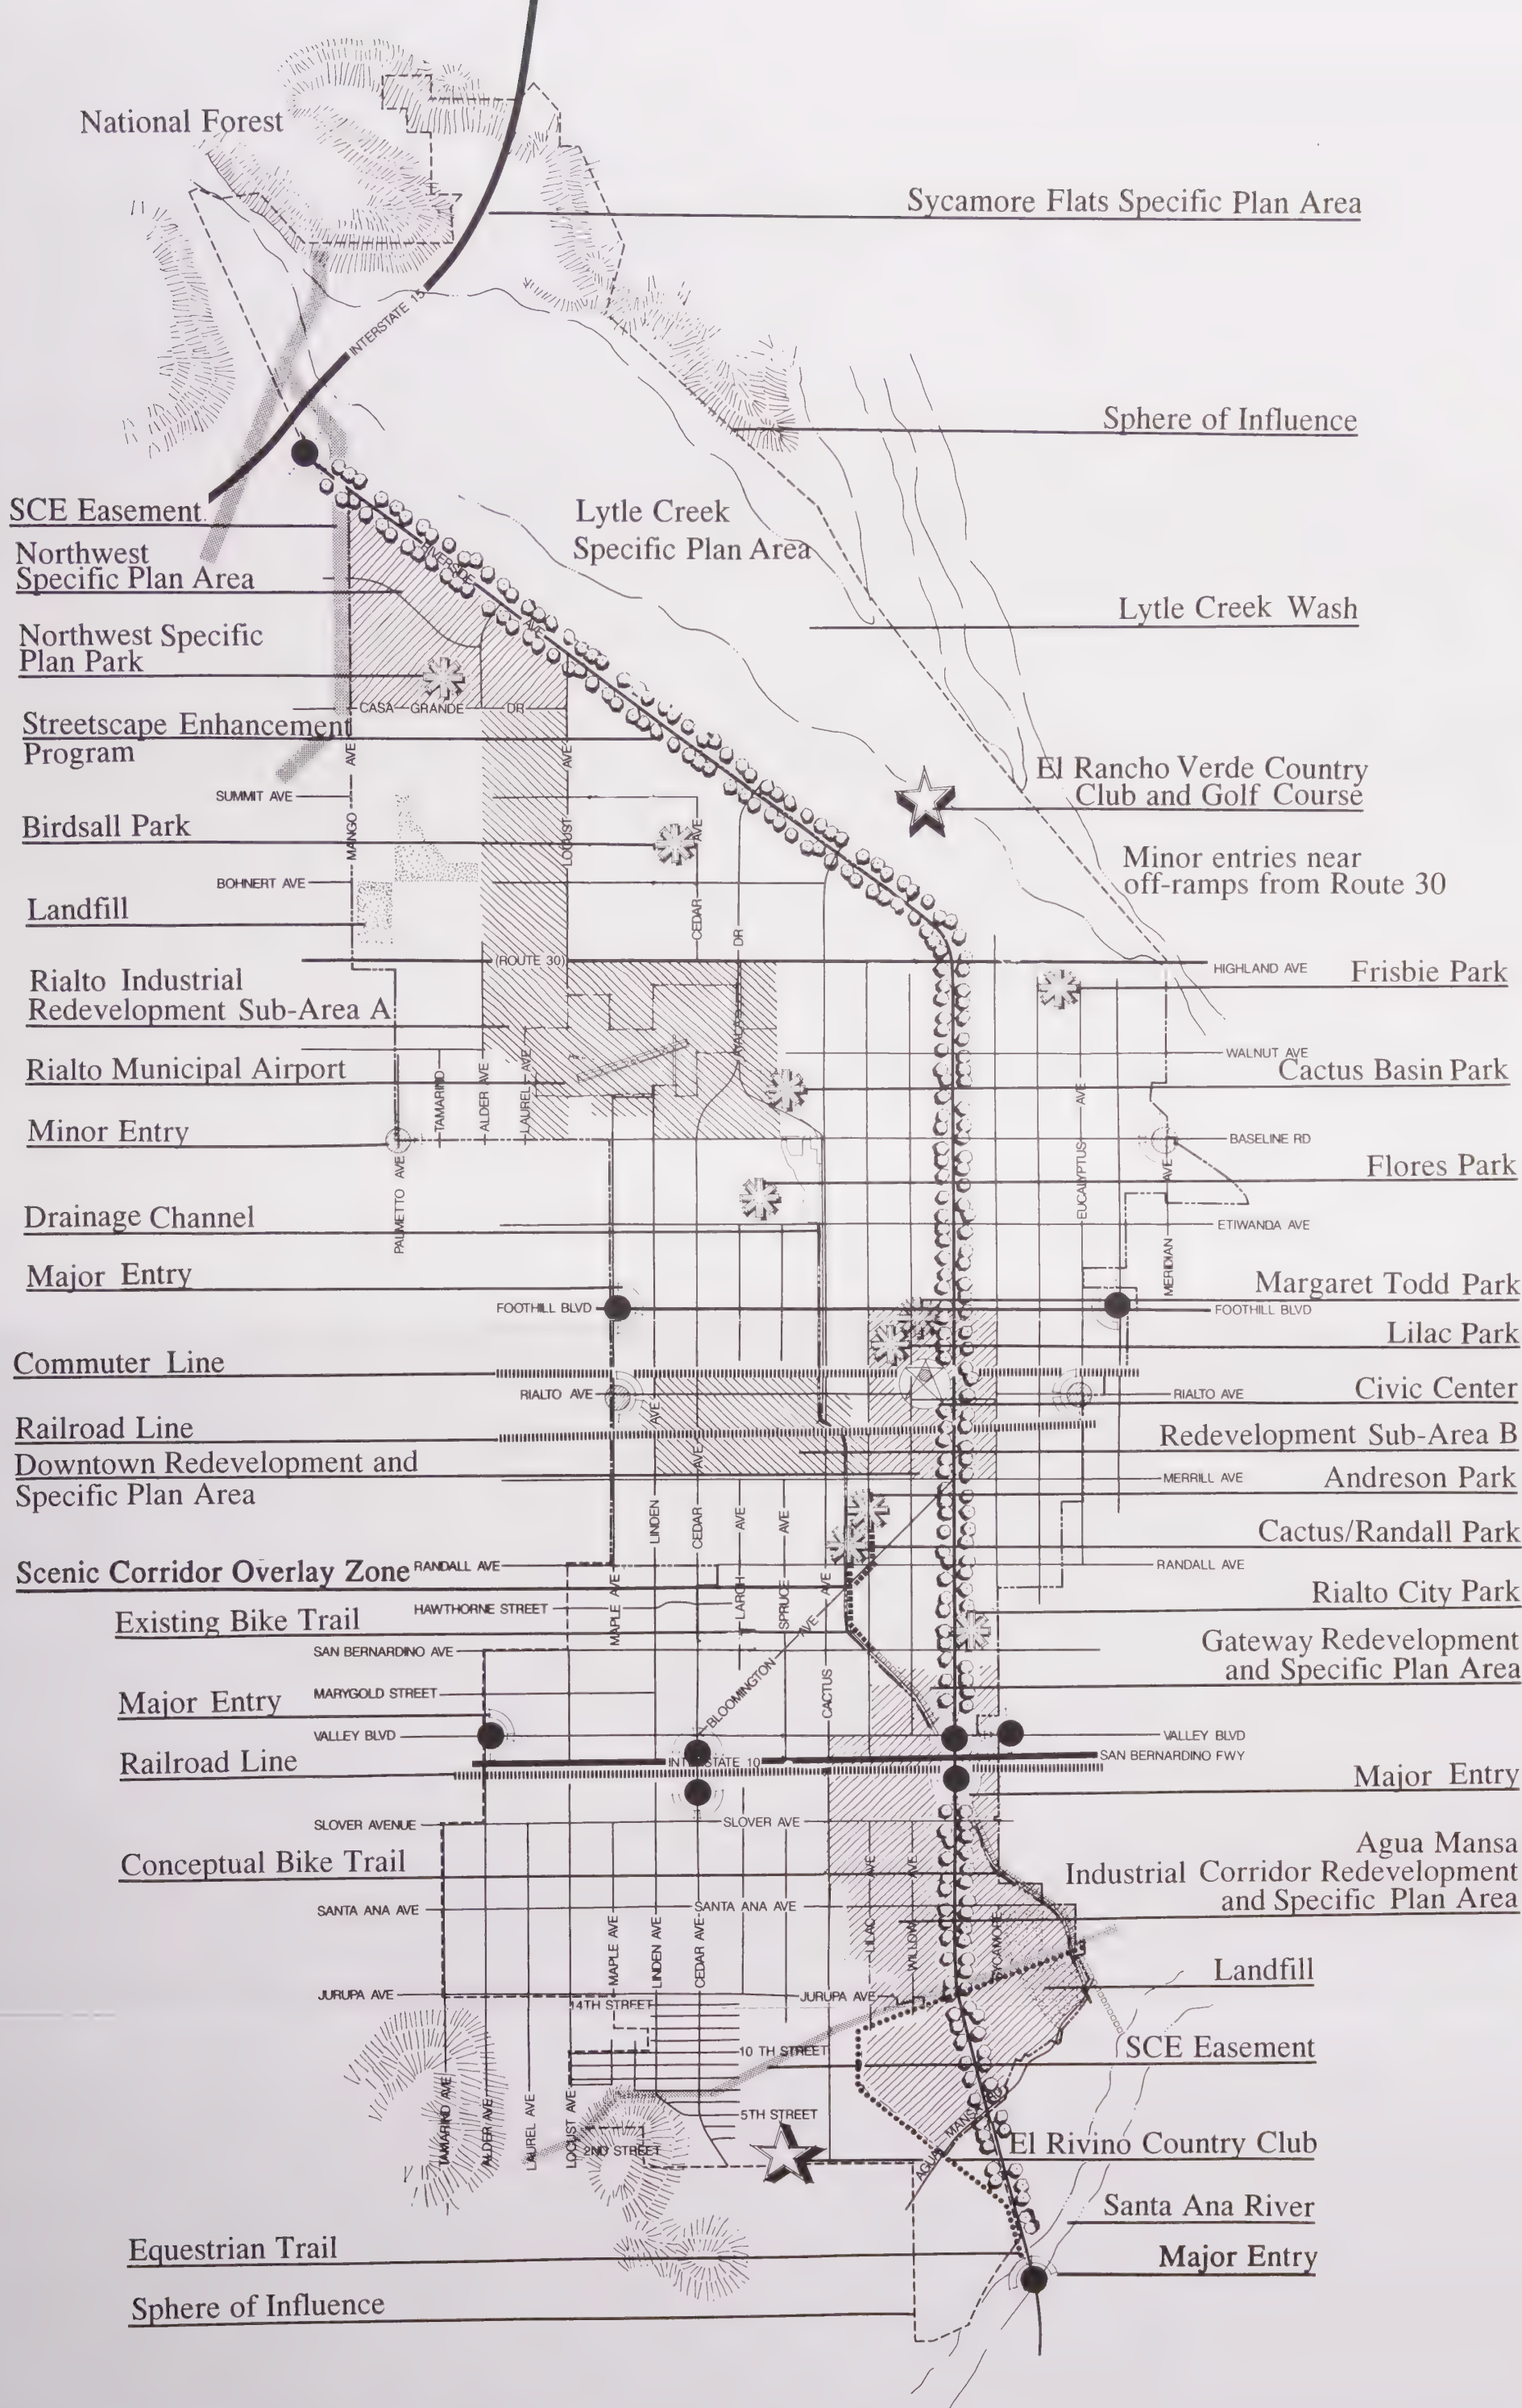 National Forest
Sycamore Flats Specific Plan Area
INTERSTATE 15
Sphere of Influence
SCE Easement
Lytle Creek
Specific Plan Area
Northwest
Specific Plan Area
RIVERSIDE
AVE
Lytle Creek Wash
Northwest Specific
Plan Park
CASA GRANDE DR
Streetscape Enhancement
Program
AVE
AVE
El Rancho Verde Country
Club and Golf Course
SUMMIT AVE
MANGO
LOCUST
AVE
Birdsall Park
Minor entries near
off-ramps from Route 30
BOHNERT AVE
CEDAR
DR
Landfill
(ROUTE 30)
HIGHLAND AVE
Frisbie Park
Rialto Industrial
Redevelopment Sub-Area A
WALNUT AVE
Cactus Basin Park
Rialto Municipal Airport
TAMARIND
ALDER AVE
LAUREL AVE
AVE
Minor Entry
BASELINE RD
PALMETTO AVE
EUCALYPTUS
AVE
Flores Park
Drainage Channel
ETIWANDA AVE
MERIDIAN
Major Entry
Margaret Todd Park
FOOTHILL BLVD
FOOTHILL BLVD
Lilac Park
Commuter Line
RIALTO AVE
RIALTO AVE
Civic Center
AVE
Railroad Line
Redevelopment Sub-Area B
AVE
Downtown Redevelopment and
Specific Plan Area
MERRILL AVE
Andreson Park
LINDEN
CEDAR
AVE
AVE
Cactus/Randall Park
Scenic Corridor Overlay Zone
RANDALL AVE
RANDALL AVE
MAPLE AVE
LARCH
SPRUCE
AVE
Rialto City Park
HAWTHORNE STREET
Existing Bike Trail
AVE
Gateway Redevelopment
and Specific Plan Area
SAN BERNARDINO AVE
BLOOMINGTON
CACTUS
Major Entry
MARYGOLD STREET
VALLEY BLVD
VALLEY BLVD
Railroad Line
INTERSTATE 10
SAN BERNARDINO FWY
Major Entry
SLOVER AVENUE
SLOVER AVE
Agua Mansa
Industrial Corridor Redevelopment
and Specific Plan Area
Conceptual Bike Trail
AVE
AVE
SANTA ANA AVE
SANTA ANA AVE
MAPLE AVE
LINDEN AVE
CEDAR AVE
LILAC
WILLOW
SYCAMORE
Landfill
JURUPA AVE
JURUPA AVE
14TH STREET
10 TH STREET
SCE Easement
TAMARIND AVE
ALDER AVE
LAUREL AVE
LOCUST AVE
5TH STREET
2ND STREET
AGUA MANSA RD
El Rivino Country Club
Santa Ana River
Equestrian Trail
Major Entry
Sphere of Influence